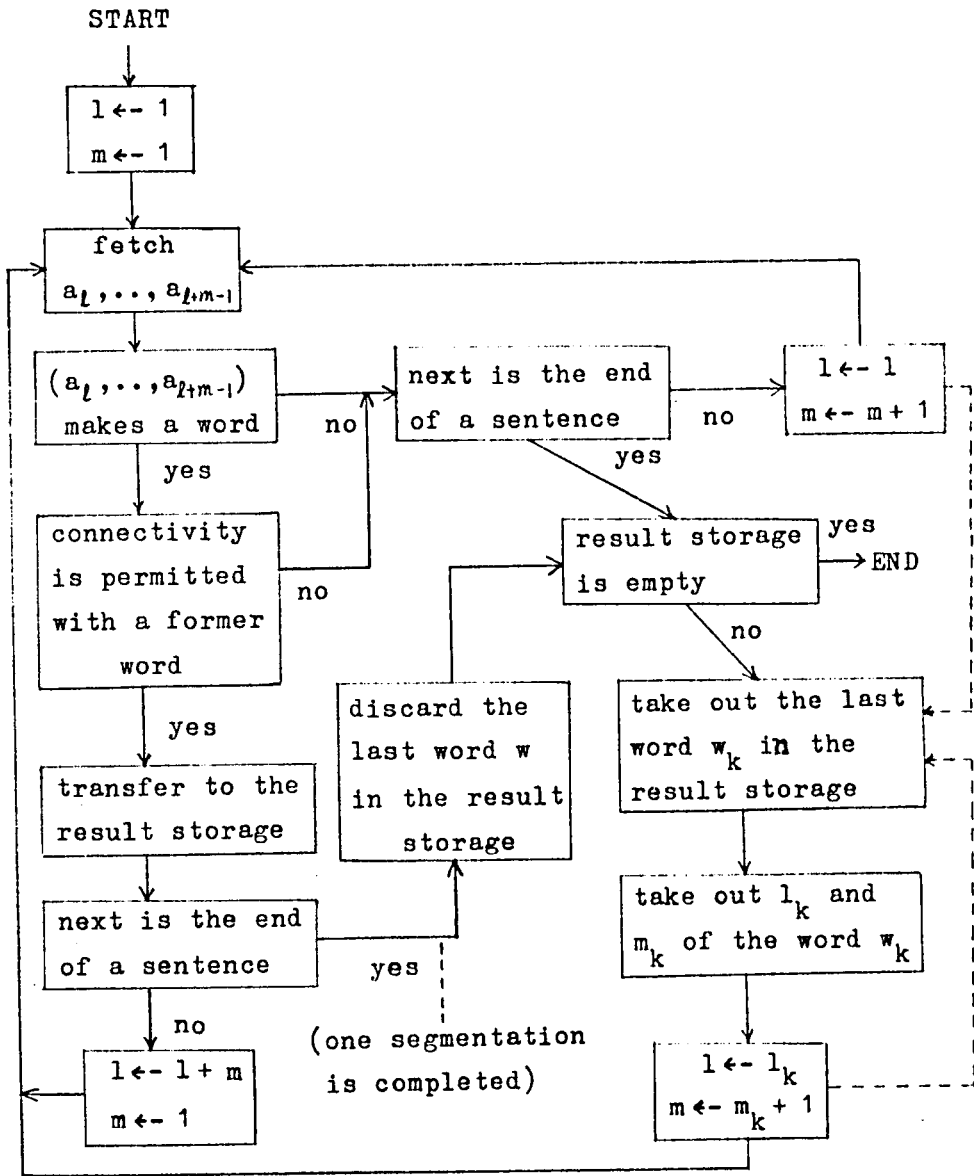 START
l ← 1
m ← 1
fetch
a_l,..,a_{l+m-1}
(a_l,..,a_{l+m-1})
makes a word
no
yes
next is the end
of a sentence
no
yes
l ← l
m ← m + 1
connectivity
is permitted
with a former
word
no
yes
result storage
is empty
yes
END
no
transfer to the
result storage
discard the
last word w
in the result
storage
take out the last
word w_k in the
result storage
next is the end
of a sentence
yes
no
take out l_k and
m_k of the word w_k
(one segmentation
is completed)
l ← l + m
m ← 1
l ← l_k
m ← m_k + 1